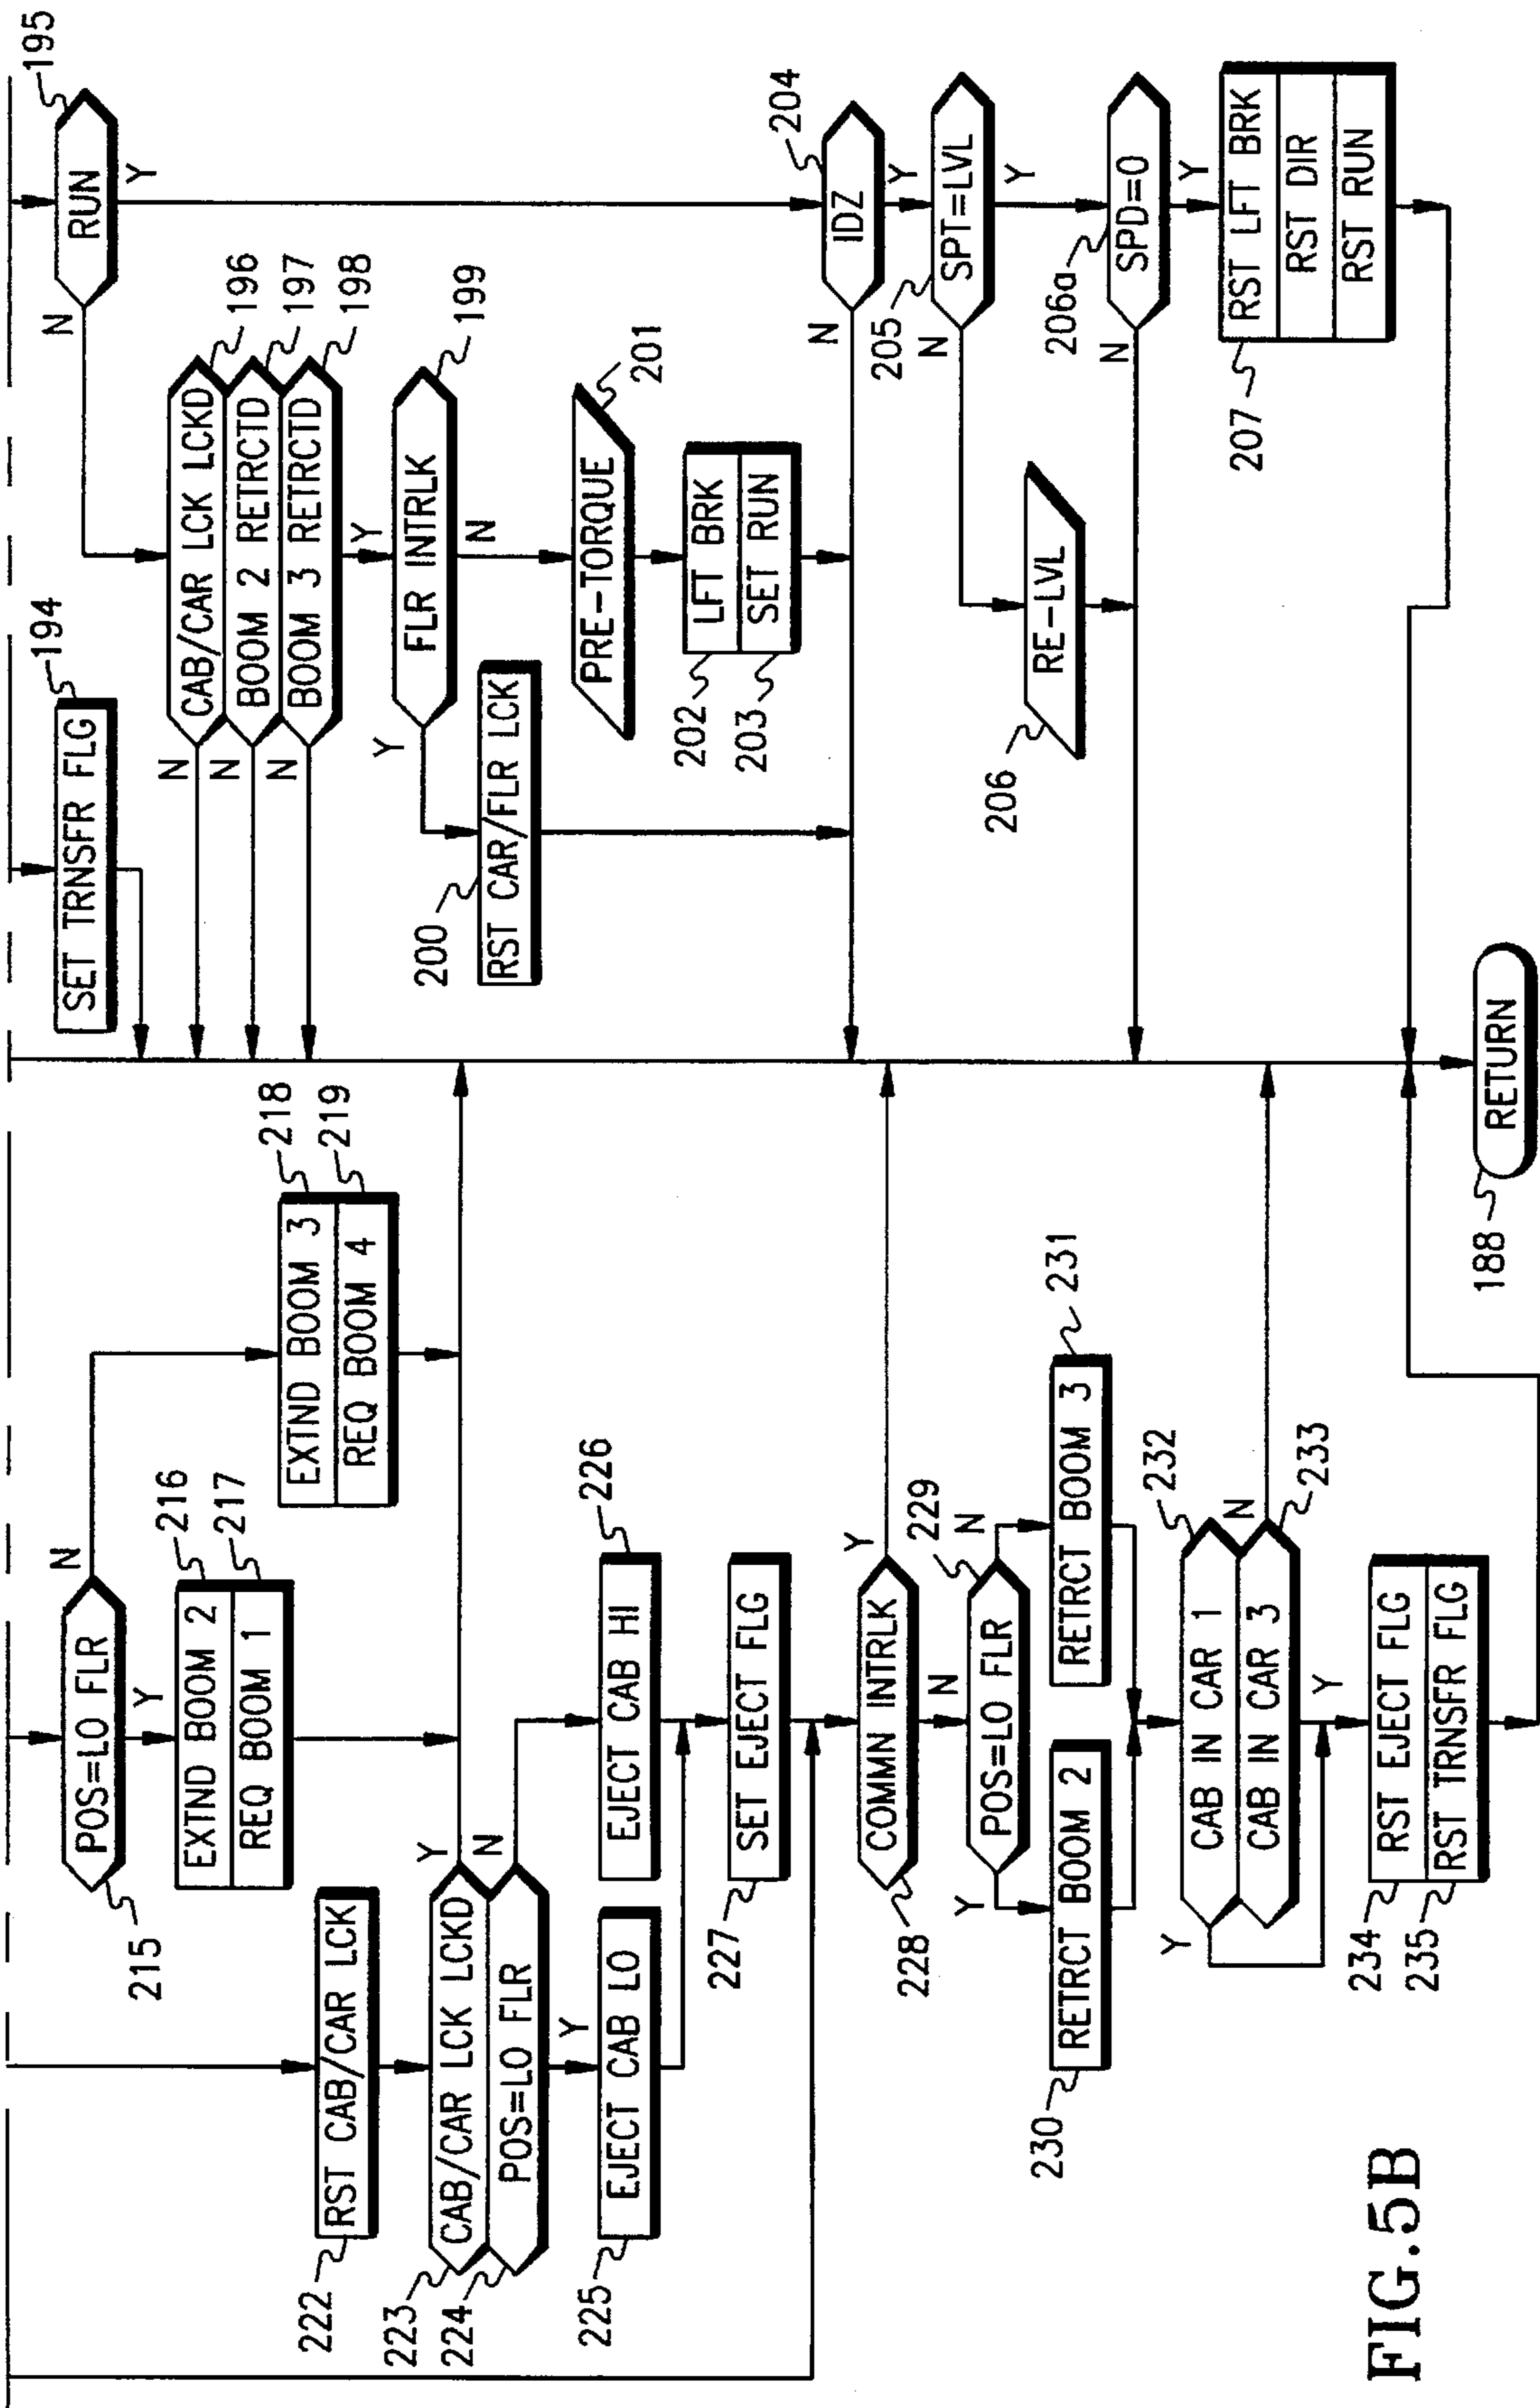 215
POS=LO FLR
N
Y
216
217
EXTND BOOM 2
REQ BOOM 1
218
219
EXTND BOOM 3
REQ BOOM 4
222
RST CAB/CAR LCK
223
224
CAB/CAR LCK LCKD
Y
POS=LO FLR
N
Y
225
EJECT CAB LO
226
EJECT CAB HI
227
SET EJECT FLG
228
COMMN INTRLK
Y
N
229
POS=LO FLR
Y
N
230
RETRCT BOOM 2
231
RETRCT BOOM 3
232
233
CAB IN CAR 1
Y
N
CAB IN CAR 3
Y
234
235
RST EJECT FLG
RST TRNSFR FLG
194
SET TRNSFR FLG
195
RUN
N
Y
196
197
198
CAB/CAR LCK LCKD
N
BOOM 2 RETRCTD
N
BOOM 3 RETRCTD
N
Y
199
FLR INTRLK
Y
N
200
RST CAR/FLR LCK
201
PRE-TORQUE
202
203
LFT BRK
SET RUN
204
IDZ
N
Y
205
SPT=LVL
N
Y
206
RE-LVL
206a
SPD=0
N
Y
207
RST LFT BRK
RST DIR
RST RUN
188
RETURN
FIG.5B